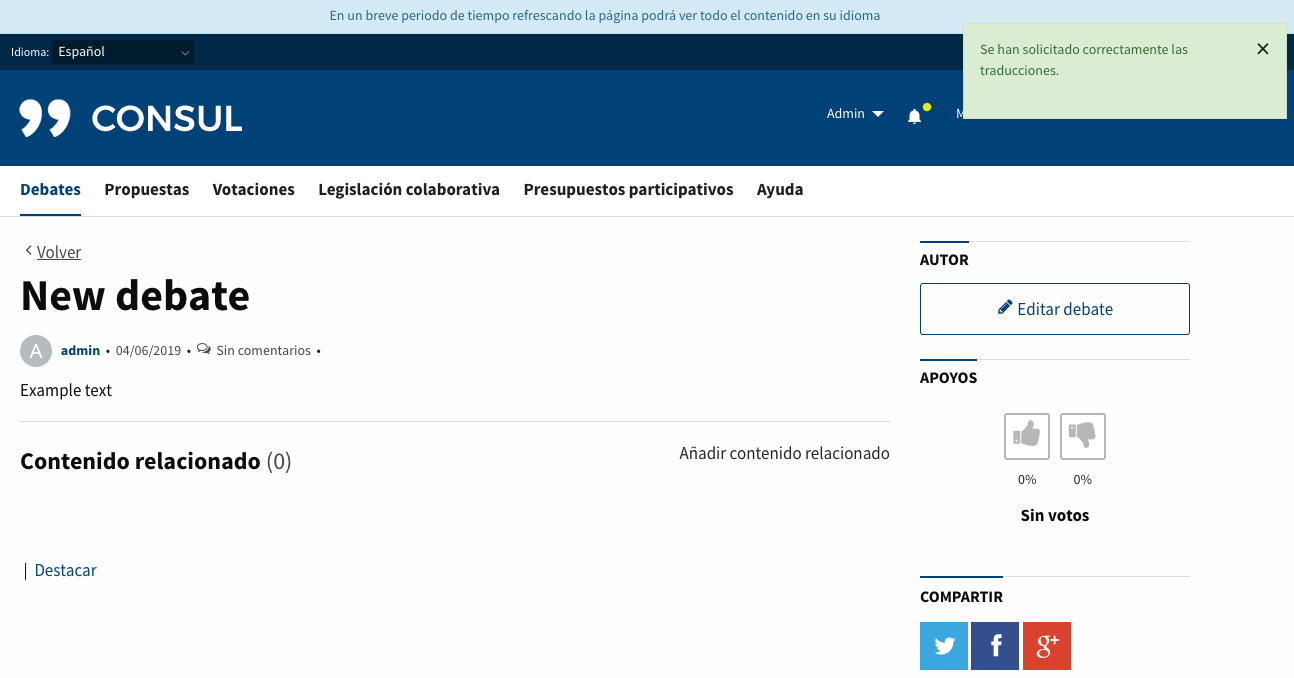 En un breve periodo de tiempo refrescando la página podrá ver todo el contenido en su idioma
Idioma: Español
Se han solicitado correctamente las
traducciones.
CONSUL
Admin
Debates Propuestas Votaciones Legislación colaborativa Presupuestos participativos Ayuda
Volver
New debate
A admin • 04/06/2019 • Sin comentarios •
Example text
Contenido relacionado (0)
Añadir contenido relacionado
| Destacar
AUTOR
Editar debate
APOYOS
0% 0%
Sin votos
COMPARTIR